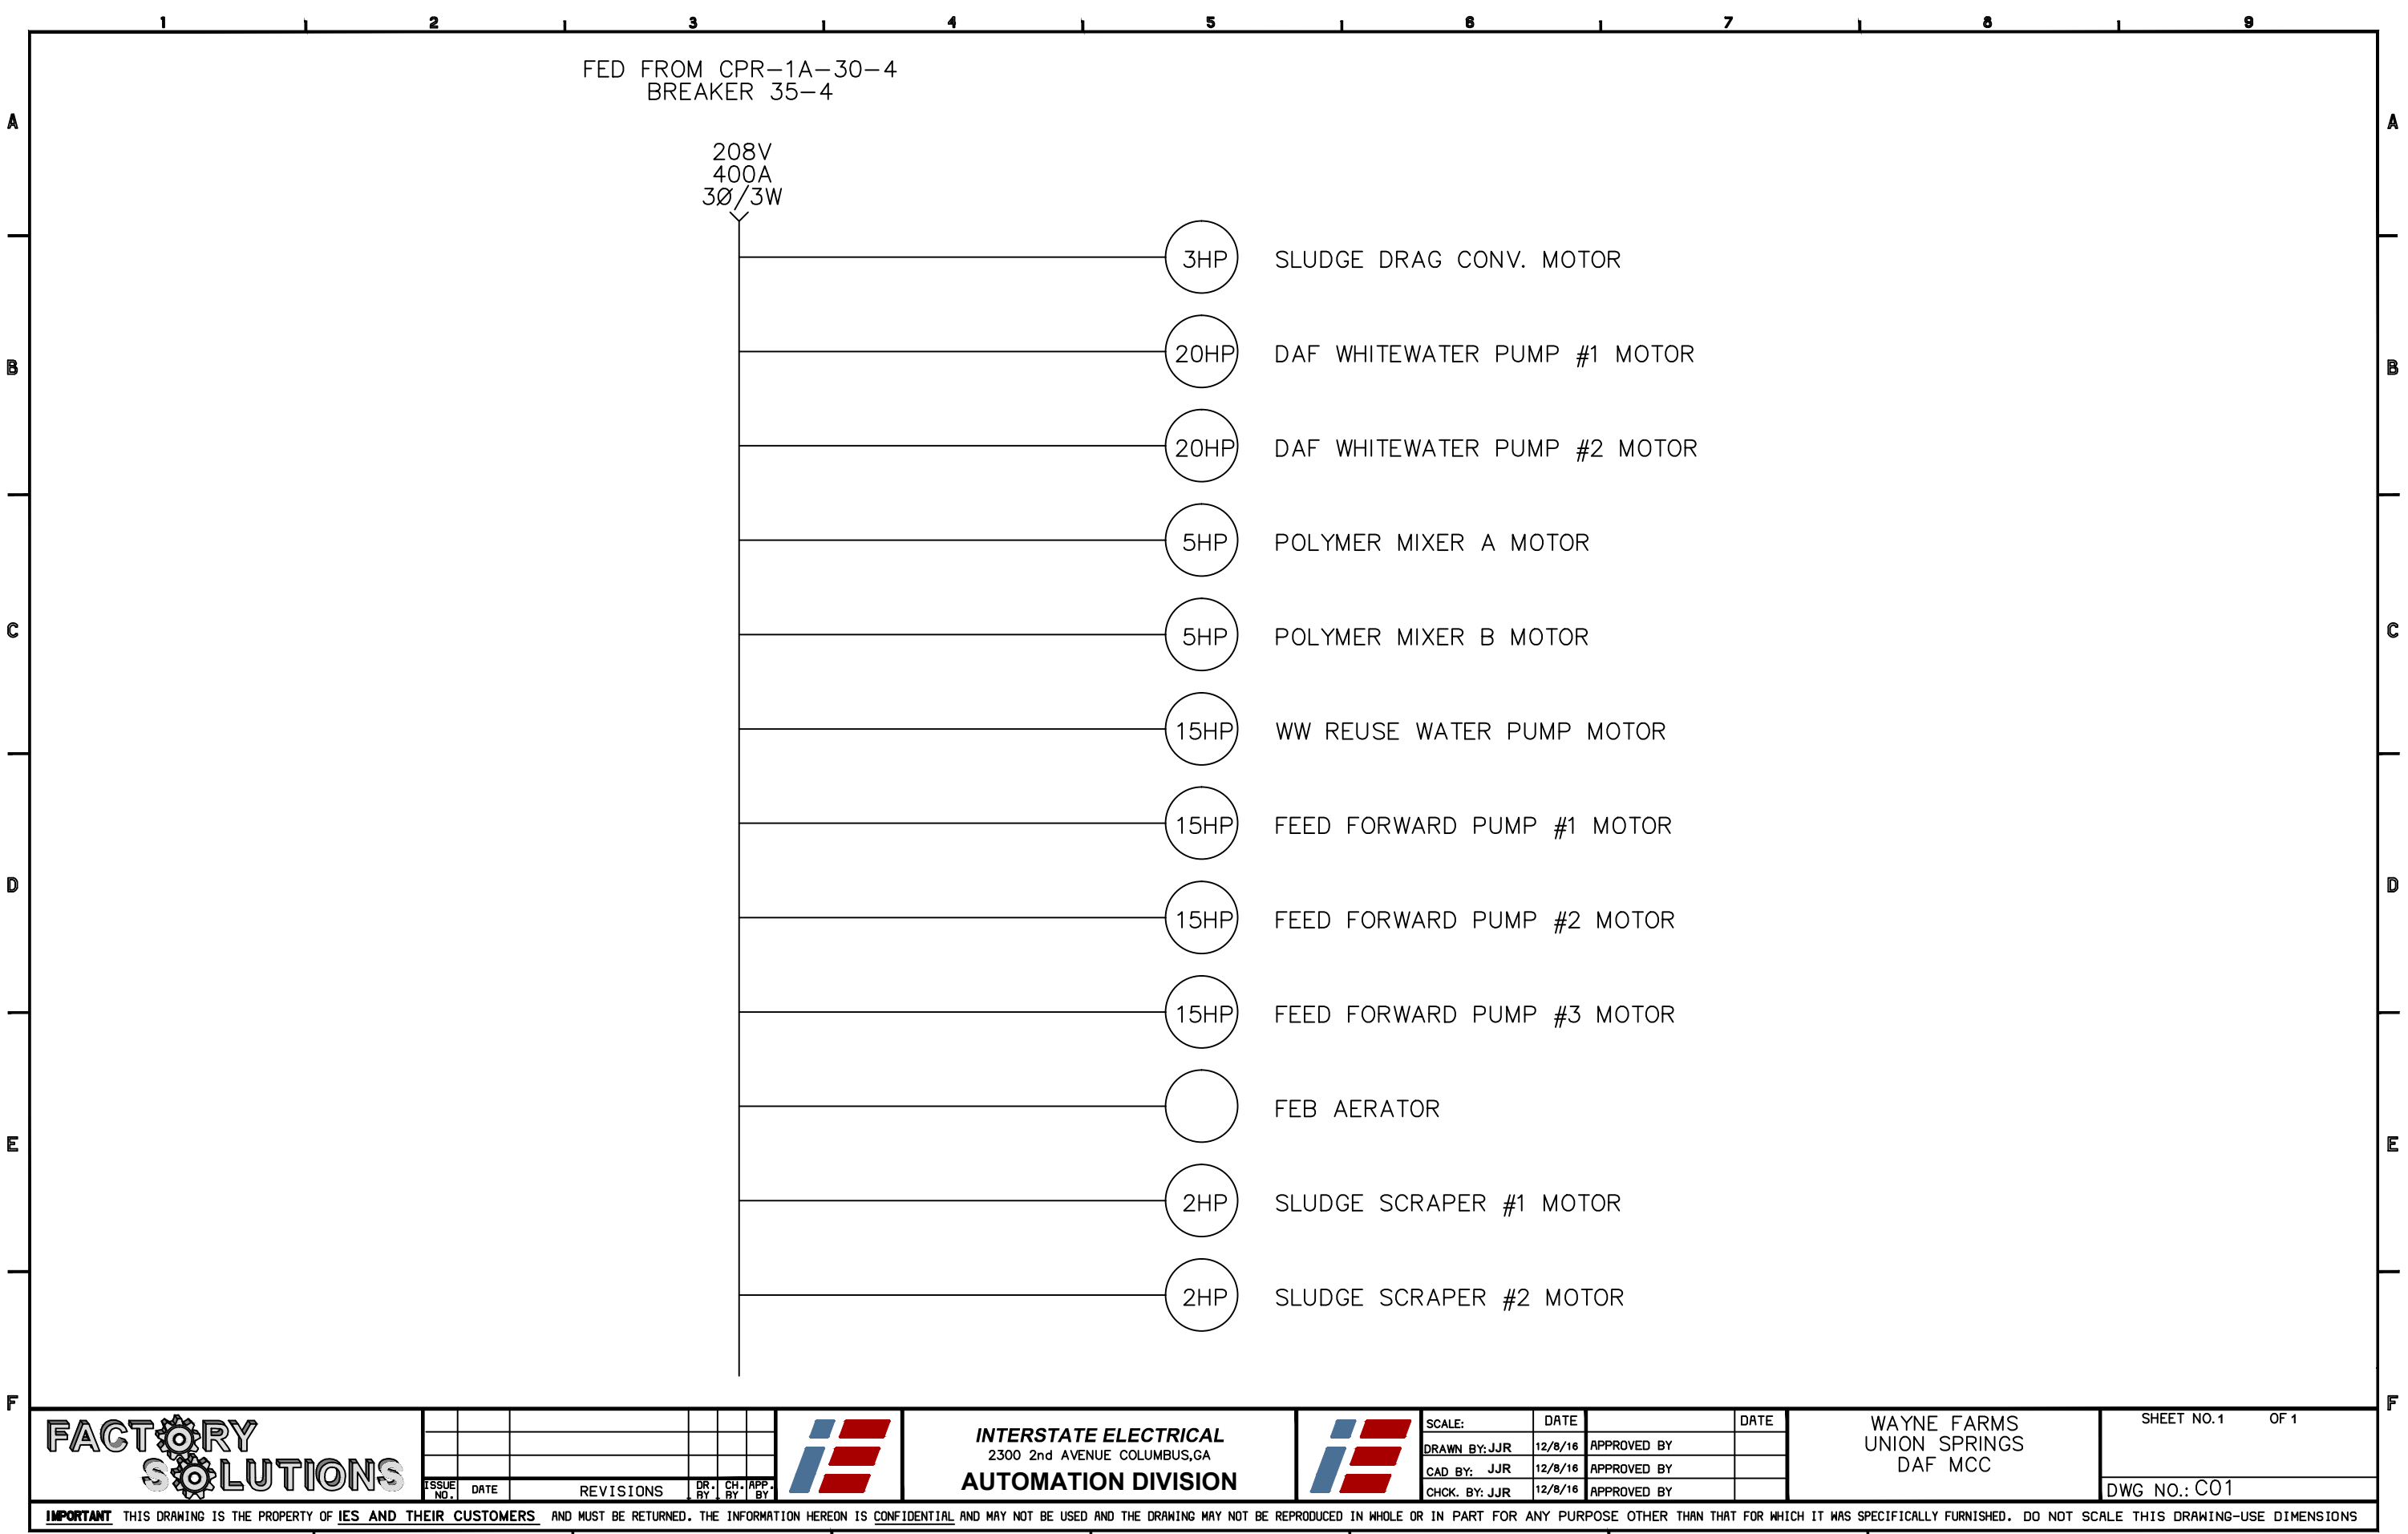 1 2 3 4 5 6 7 8 9
FED FROM CPR-1A-30-4
BREAKER 35-4
A A
208V
400A
3Ø/3W
3HP SLUDGE DRAG CONV. MOTOR
20HP DAF WHITEWATER PUMP #1 MOTOR
B B
20HP DAF WHITEWATER PUMP #2 MOTOR
5HP POLYMER MIXER A MOTOR
C C
5HP POLYMER MIXER B MOTOR
15HP WW REUSE WATER PUMP MOTOR
15HP FEED FORWARD PUMP #1 MOTOR
D D
15HP FEED FORWARD PUMP #2 MOTOR
15HP FEED FORWARD PUMP #3 MOTOR
FEB AERATOR
E E
2HP SLUDGE SCRAPER #1 MOTOR
2HP SLUDGE SCRAPER #2 MOTOR
F F
FACTORY
SOLUTIONS
ISSUE NO. DATE REVISIONS DR. BY CH. BY APP. BY
INTERSTATE ELECTRICAL
2300 2nd AVENUE COLUMBUS,GA
AUTOMATION DIVISION
SCALE: DATE DATE
DRAWN BY: JJR 12/8/16 APPROVED BY
CAD BY: JJR 12/8/16 APPROVED BY
CHCK. BY: JJR 12/8/16 APPROVED BY
WAYNE FARMS
UNION SPRINGS
DAF MCC
SHEET NO. 1 OF 1
DWG NO.: C01
IMPORTANT THIS DRAWING IS THE PROPERTY OF IES AND THEIR CUSTOMERS AND MUST BE RETURNED. THE INFORMATION HEREON IS CONFIDENTIAL AND MAY NOT BE USED AND THE DRAWING MAY NOT BE REPRODUCED IN WHOLE OR IN PART FOR ANY PURPOSE OTHER THAN THAT FOR WHICH IT WAS SPECIFICALLY FURNISHED. DO NOT SCALE THIS DRAWING-USE DIMENSIONS